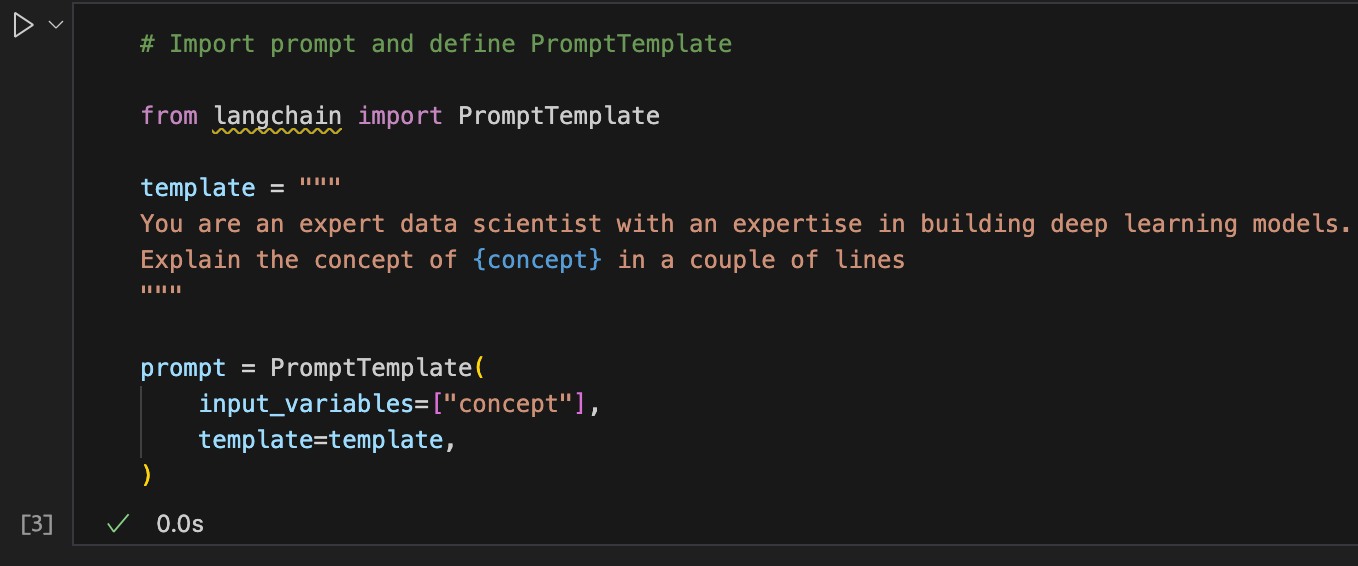 # Import prompt and define PromptTemplate
from langchain import PromptTemplate
template = """
You are an expert data scientist with an expertise in building deep learning models.
Explain the concept of {concept} in a couple of lines
"""
prompt = PromptTemplate(
    input_variables=["concept"],
    template=template,
)
[3]
0.0s